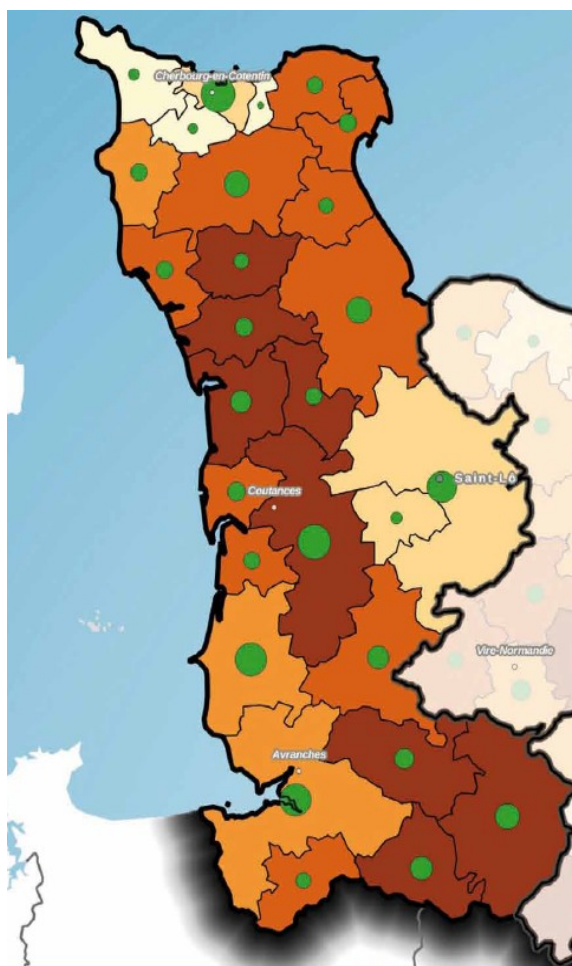 Cherbourg-en-Cotentin
Saint-Lô
Coutances
Vire-Normandie
Avranches